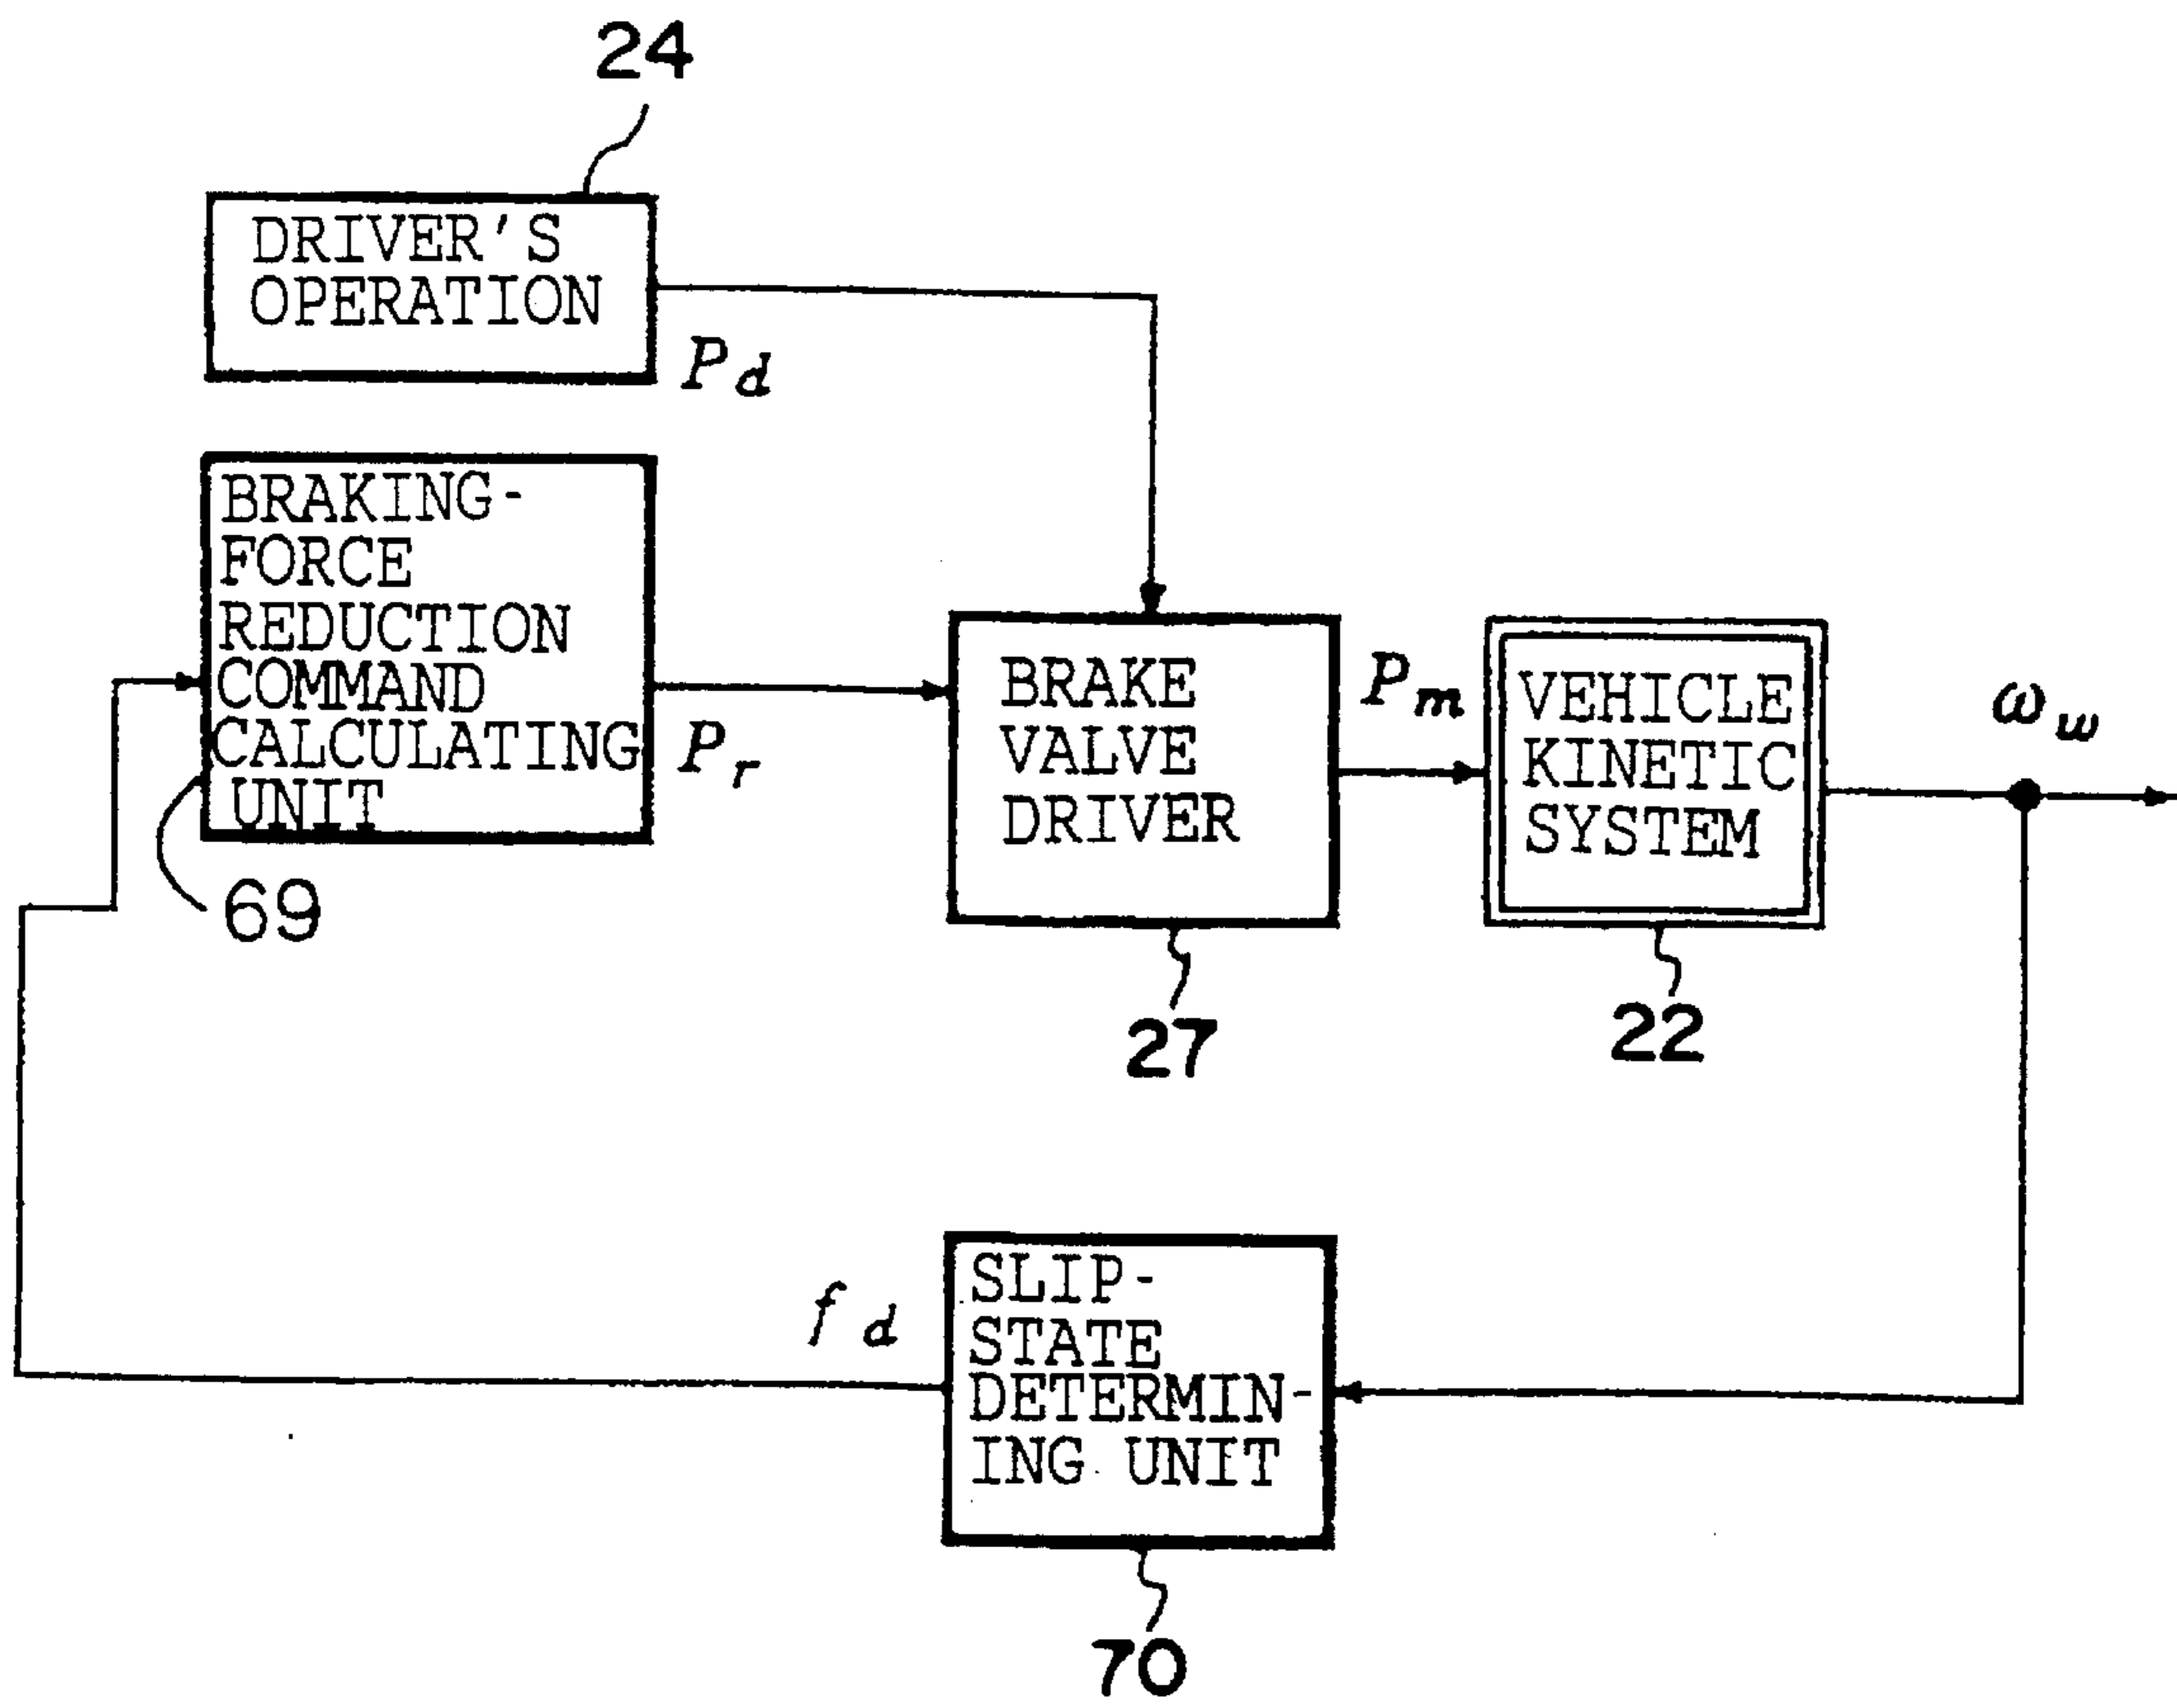 24
DRIVER'S
OPERATION
Pd
BRAKING-
FORCE
REDUCTION
COMMAND
CALCULATING
UNIT
Pr
69
BRAKE
VALVE
DRIVER
27
Pm
VEHICLE
KINETIC
SYSTEM
22
ωw
fd
SLIP-
STATE
DETERMIN-
ING UNIT
70